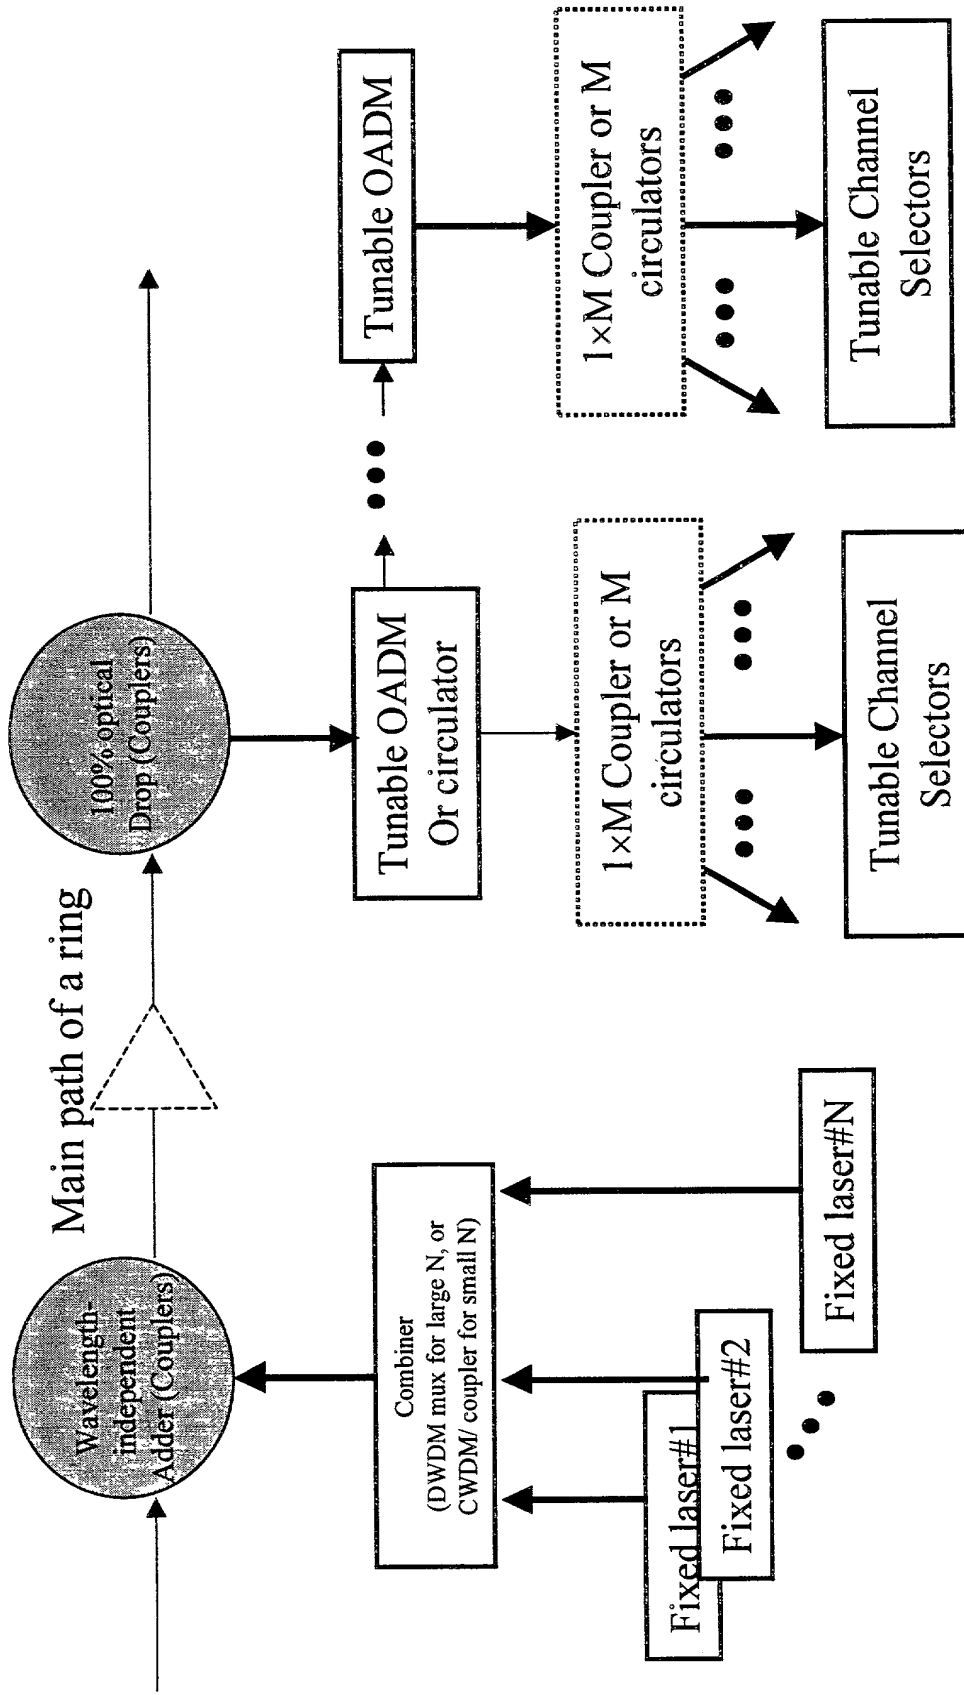 Main path of a ring
Wavelength-
independent
Adder (Couplers)
100% optical
Drop (Couplers)
Combiner
(DWDM mux for large N, or
CWDM/ coupler for small N)
Fixed laser#1
Fixed laser#2
Fixed laser#N
Tunable OADM
Or circulator
Tunable OADM
1×M Coupler or M
circulators
1×M Coupler or M
circulators
Tunable Channel
Selectors
Tunable Channel
Selectors